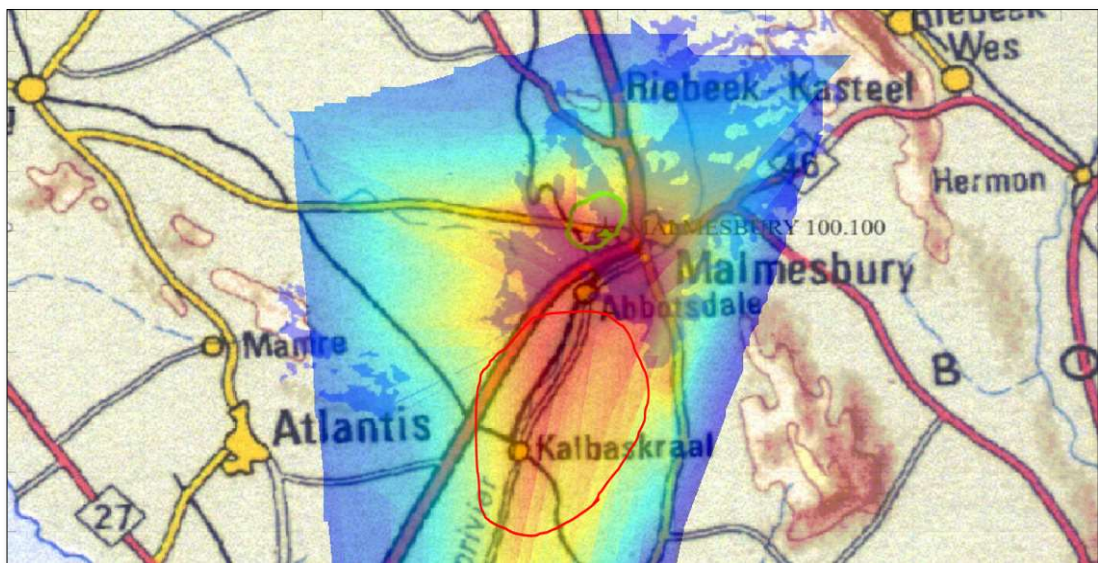 Riebeek
Wes
Riebeek Kasteel
46
Hermon
MALMESBURY 100.100
Malmesbury
Abbotsdale
Mamre
B
Atlantis
Kalbaskraal
27